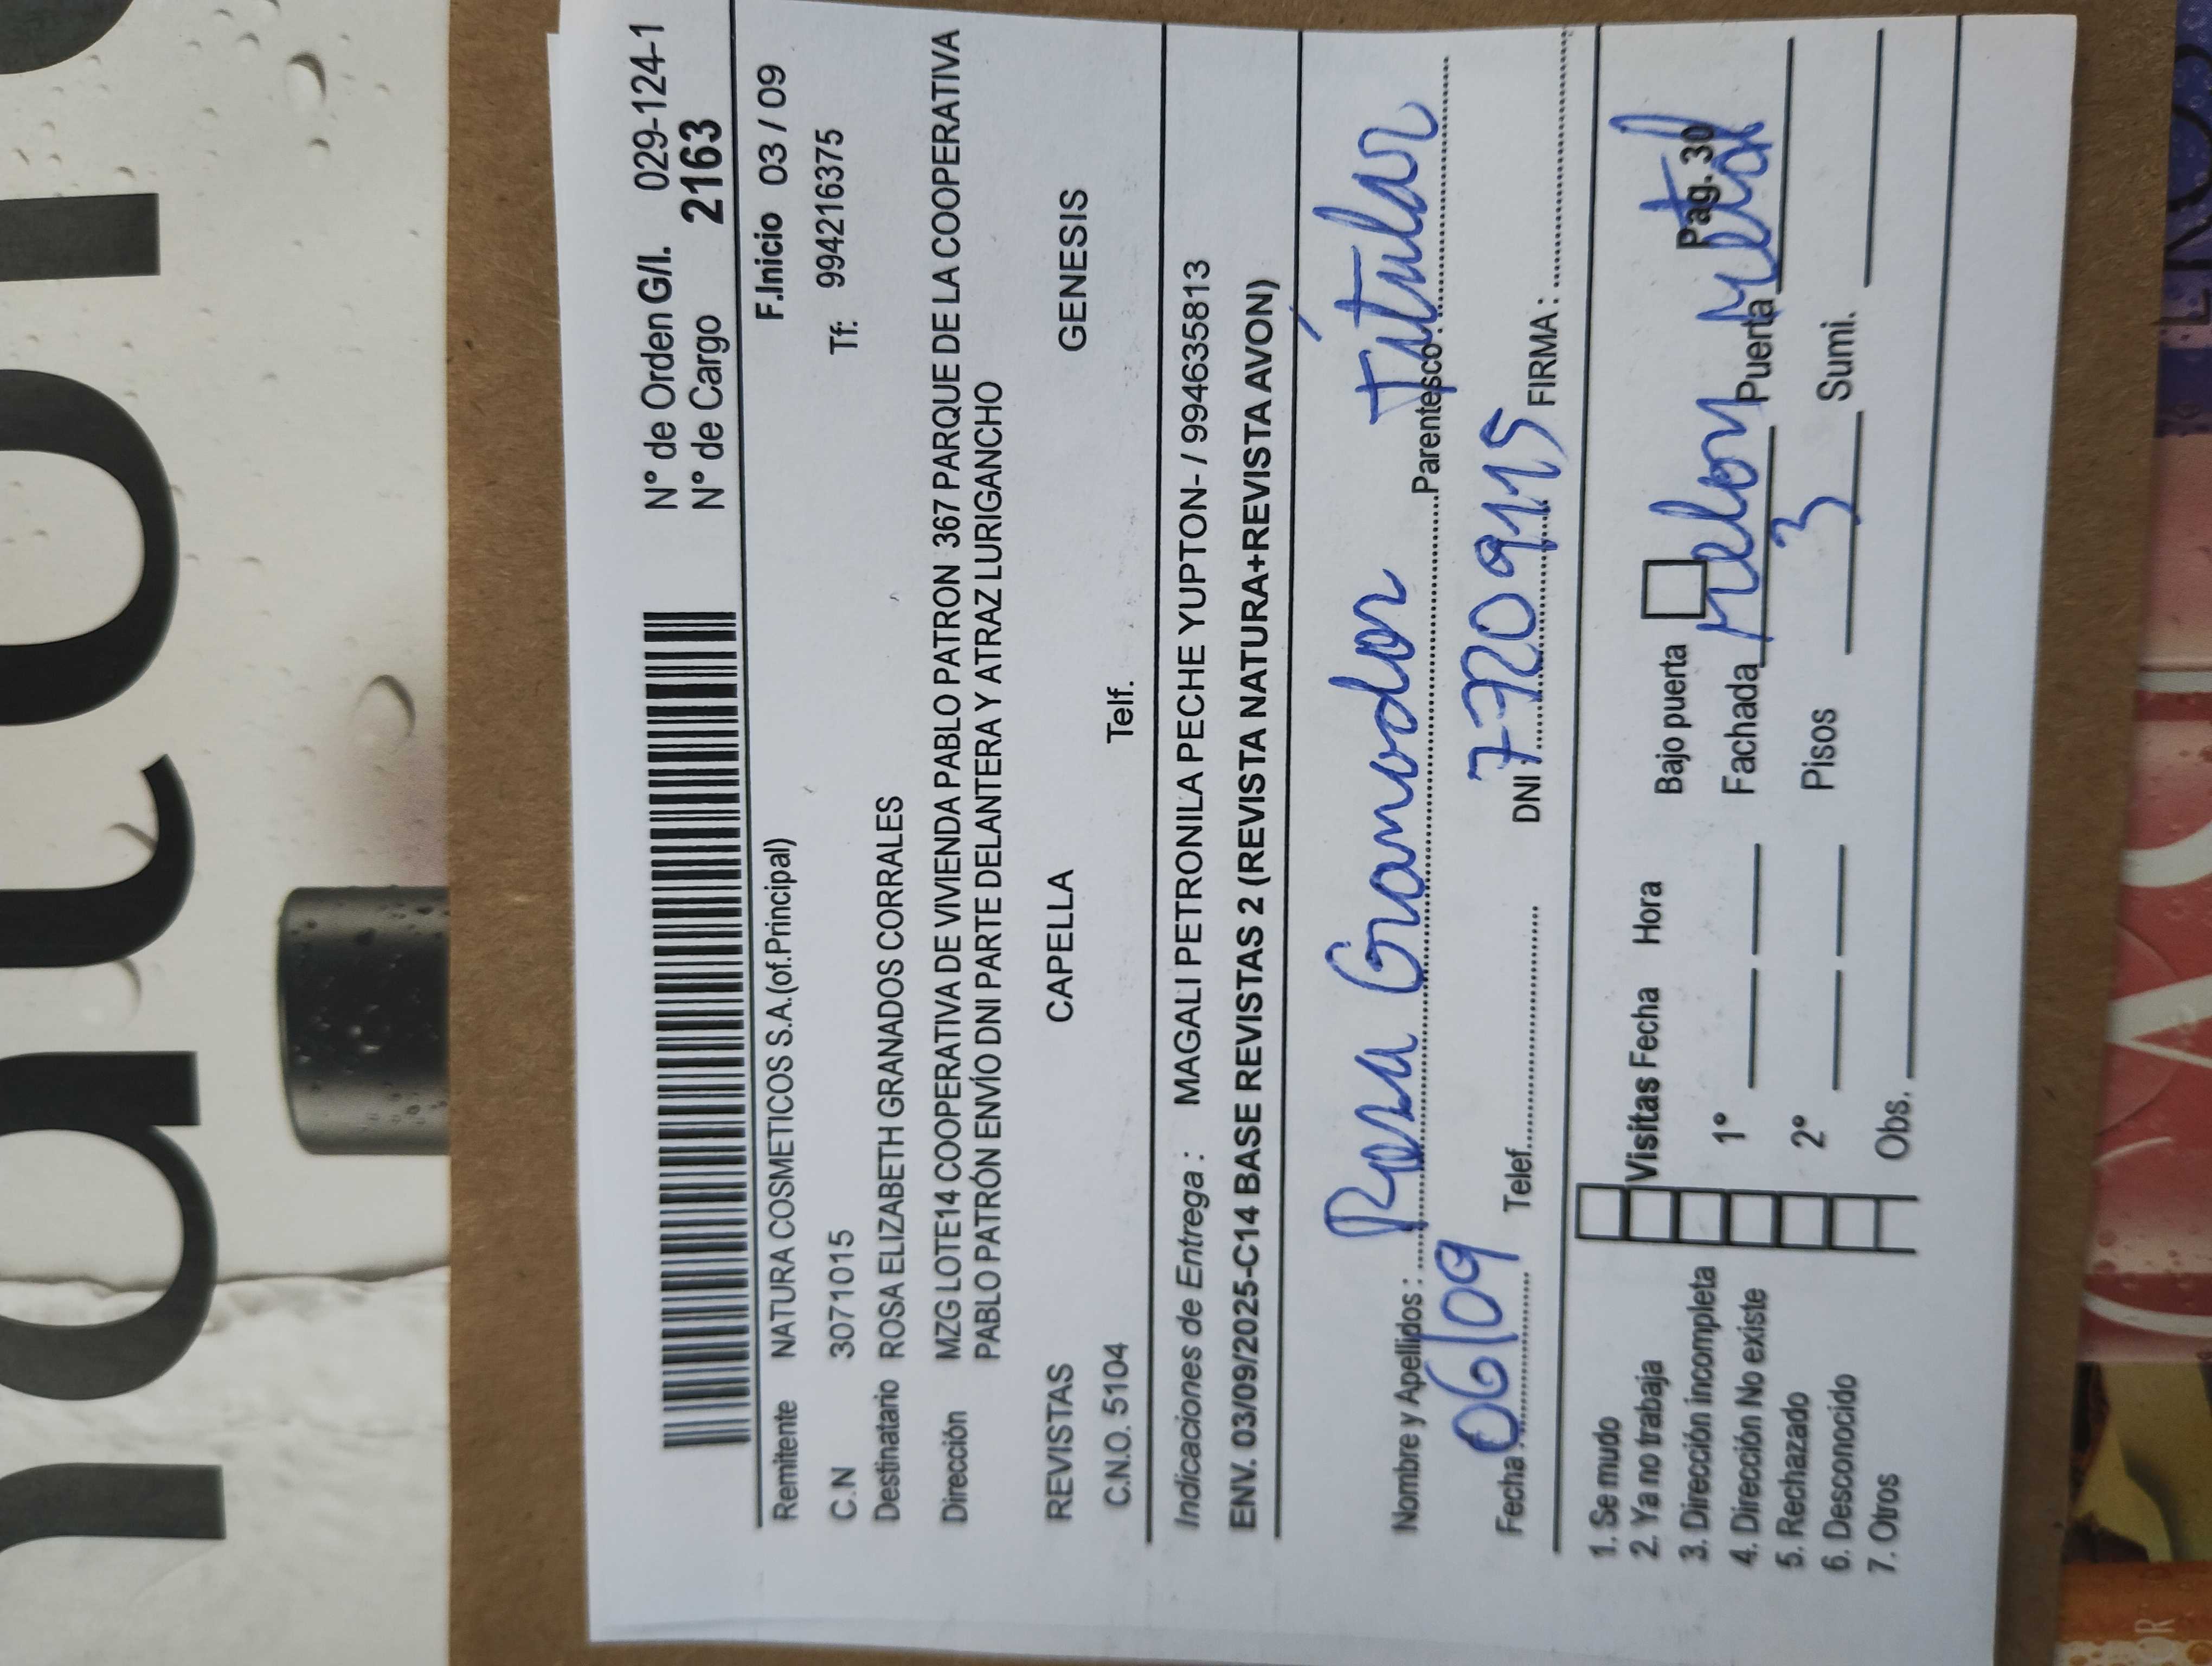 natura
N° de Orden G/I. 029-124-1
N° de Cargo 2163
Remitente NATURA COSMETICOS S.A.(of.Principal) F.Inicio 03 / 09
C.N 3071015 Tf: 994216375
Destinatario ROSA ELIZABETH GRANADOS CORRALES
Dirección MZG LOTE14 COOPERATIVA DE VIVIENDA PABLO PATRON 367 PARQUE DE LA COOPERATIVA
PABLO PATRÓN ENVÍO DNI PARTE DELANTERA Y ATRAZ LURIGANCHO
REVISTAS CAPELLA GENESIS
C.N.O. 5104 Telf.
Indicaciones de Entrega : MAGALI PETRONILA PECHE YUPTON- / 994635813
ENV. 03/09/2025-C14 BASE REVISTAS 2 (REVISTA NATURA+REVISTA AVON)
Nombre y Apellidos : Rosa Granados Parentesco : Titular
Fecha : 06/09 Telef. DNI 77209115 FIRMA :
1. Se mudo
2. Ya no trabaja
3. Dirección incompleta
4. Dirección No existe
5. Rechazado
6. Desconocido
7. Otros
Visitas Fecha Hora
1°
2°
Obs.
Bajo puerta
Fachada Melon Puerta Metal
Pag. 30
Pisos 3 Sumi.